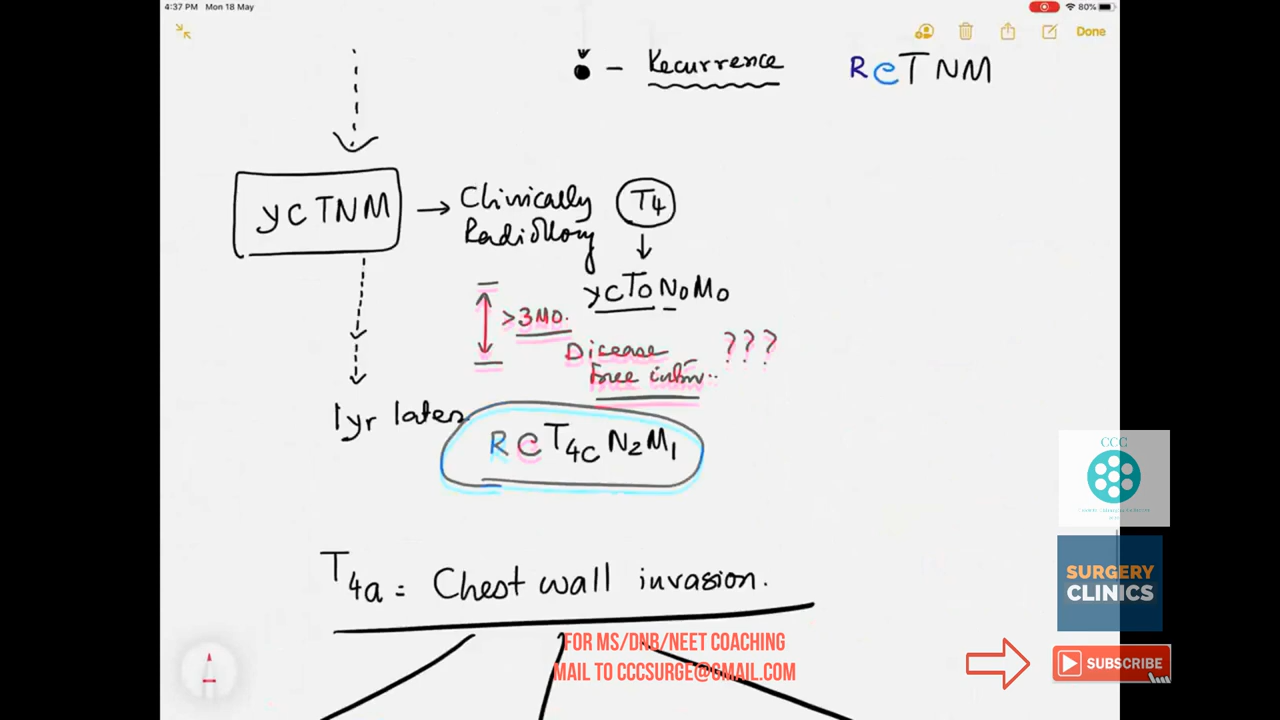 4:37 PM Mon 18 May
80%
Done
- Recurrence
RcTNM
ycTNM → Clinically
Radiology
T4
ycT0N0M0
>3Mo.
Disease ???
Free
1yr later
RcT4cN2M1
T4a = Chest wall invasion.
CCC
SURGERY
CLINICS
FOR MS/DNB/NEET COACHING
MAIL TO CCCSURGE@GMAIL.COM
SUBSCRIBE